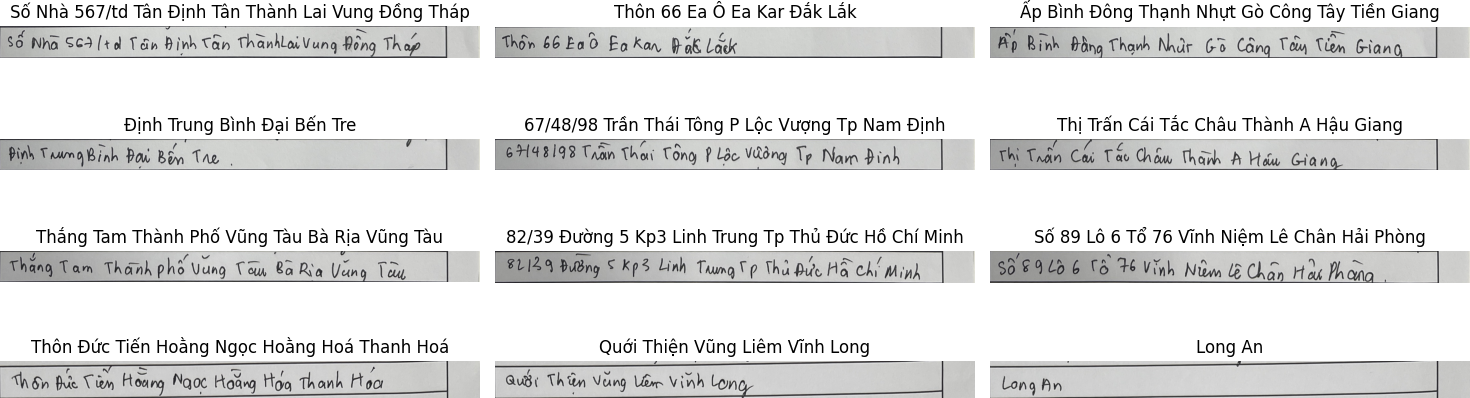 Số Nhà 567/td Tân Định Tân Thành Lai Vung Đồng Tháp
Thôn 66 Ea Ô Ea Kar Đắk Lắk
Ấp Bình Đông Thạnh Nhựt Gò Công Tây Tiền Giang
Số Nhà 567/td Tân Định Tân Thành Lai Vung Đồng Tháp
Thôn 66 Ea Ô Ea Kar Đắk Lắk
Ấp Bình Đông Thạnh Nhựt Gò Công Tây Tiền Giang
Định Trung Bình Đại Bến Tre
67/48/98 Trần Thái Tông P Lộc Vượng Tp Nam Định
Thị Trấn Cái Tắc Châu Thành A Hậu Giang
Định Trung Bình Đại Bến Tre.
67/48/98 Trần Thái Tông P Lộc Vượng Tp Nam Định
Thị Trấn Cái Tắc Châu Thành A Hậu Giang
Thắng Tam Thành Phố Vũng Tàu Bà Rịa Vũng Tàu
82/39 Đường 5 Kp3 Linh Trung Tp Thủ Đức Hồ Chí Minh
Số 89 Lô 6 Tổ 76 Vĩnh Niệm Lê Chân Hải Phòng
Thắng Tam Thành phố Vũng Tàu Bà Rịa Vũng Tàu
82/39 Đường 5 Kp3 Linh Trung Tp Thủ Đức Hồ Chí Minh
Số 89 Lô 6 Tổ 76 Vĩnh Niệm Lê Chân Hải Phòng.
Thôn Đức Tiến Hoằng Ngọc Hoằng Hoá Thanh Hoá
Quới Thiện Vũng Liêm Vĩnh Long
Long An
Thôn Đức Tiến Hoằng Ngọc Hoằng Hóa Thanh Hóa
Quới Thiện Vũng Liêm Vĩnh Long
Long An